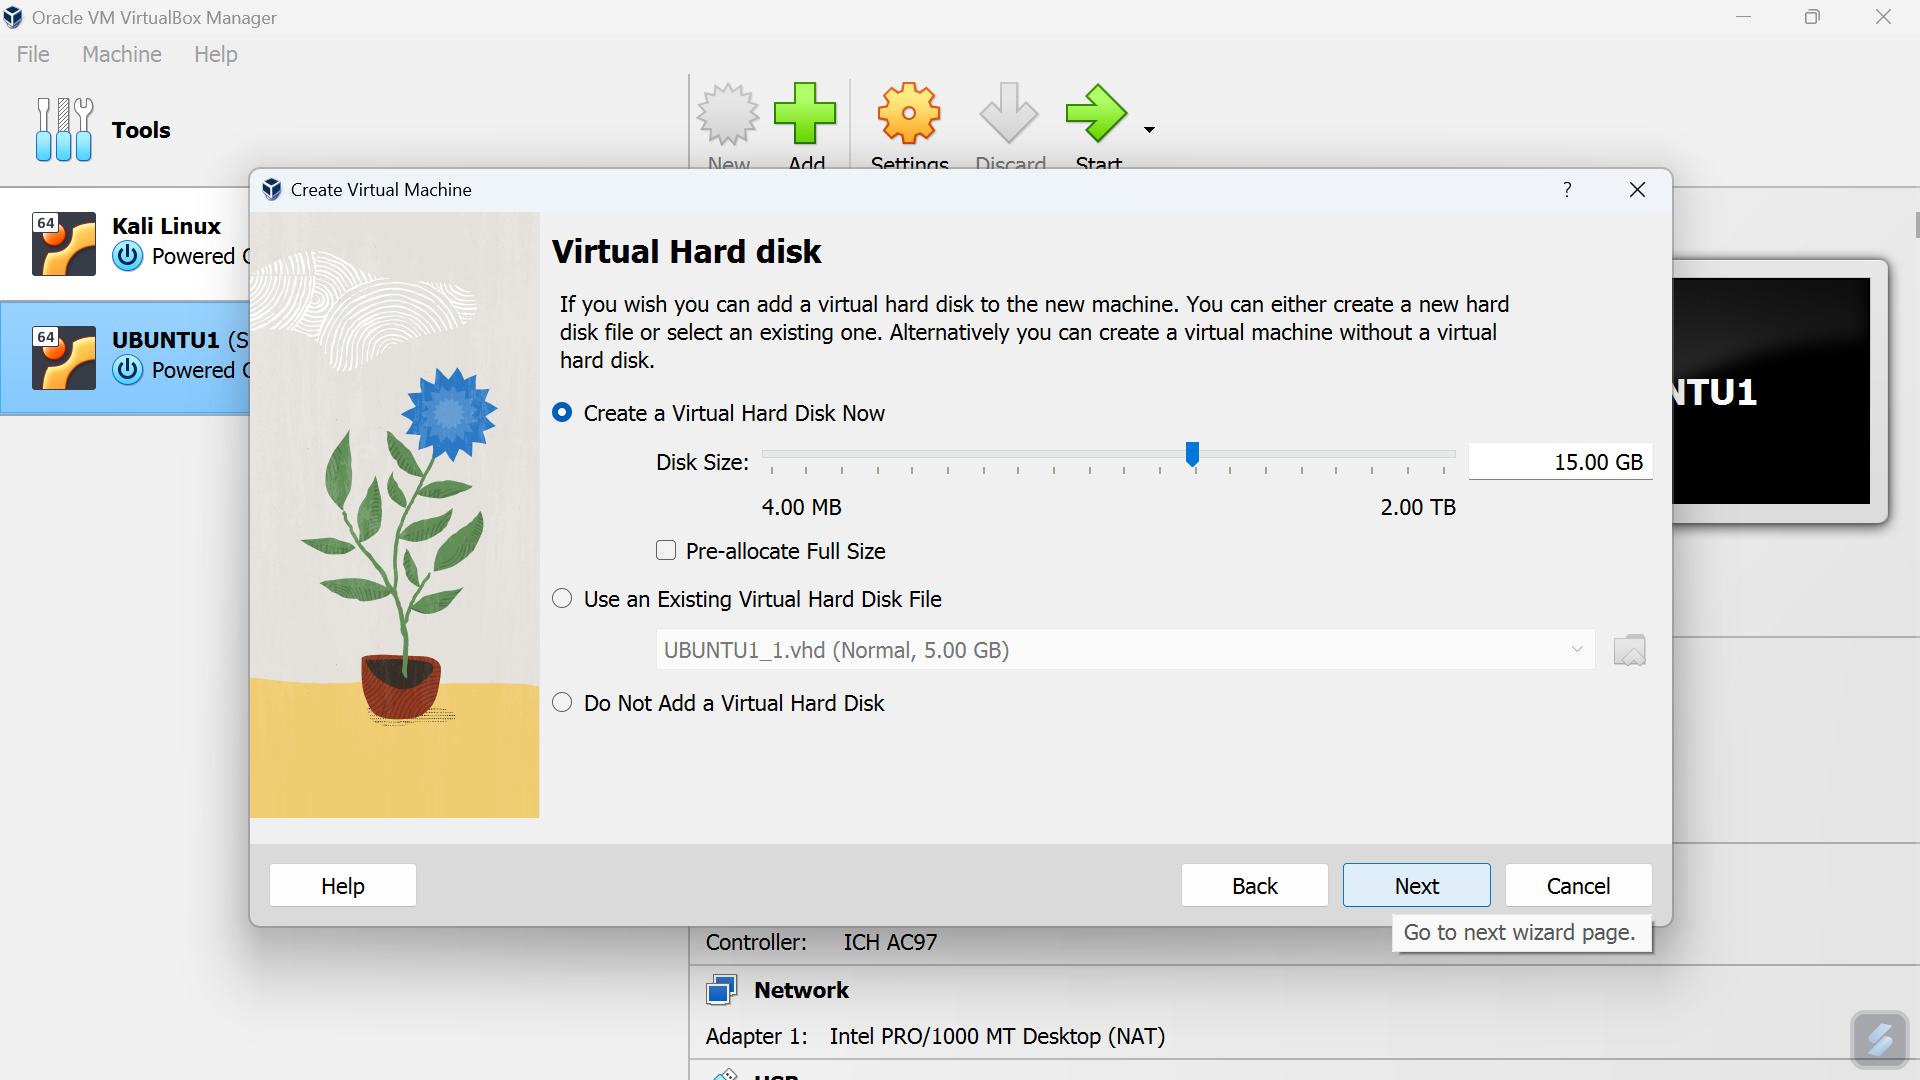 Oracle VM VirtualBox Manager
File Machine Help
Tools
New Add Settings Discard Start
Create Virtual Machine ?
64 Kali Linux
Powered
64 UBUNTU1 (S
Powered
Virtual Hard disk
If you wish you can add a virtual hard disk to the new machine. You can either create a new hard
disk file or select an existing one. Alternatively you can create a virtual machine without a virtual
hard disk.
NTU1
Create a Virtual Hard Disk Now
Disk Size: 15.00 GB
4.00 MB 2.00 TB
Pre-allocate Full Size
Use an Existing Virtual Hard Disk File
UBUNTU1_1.vhd (Normal, 5.00 GB)
Do Not Add a Virtual Hard Disk
Help Back Next Cancel
Go to next wizard page.
Controller: ICH AC97
Network
Adapter 1: Intel PRO/1000 MT Desktop (NAT)
USB